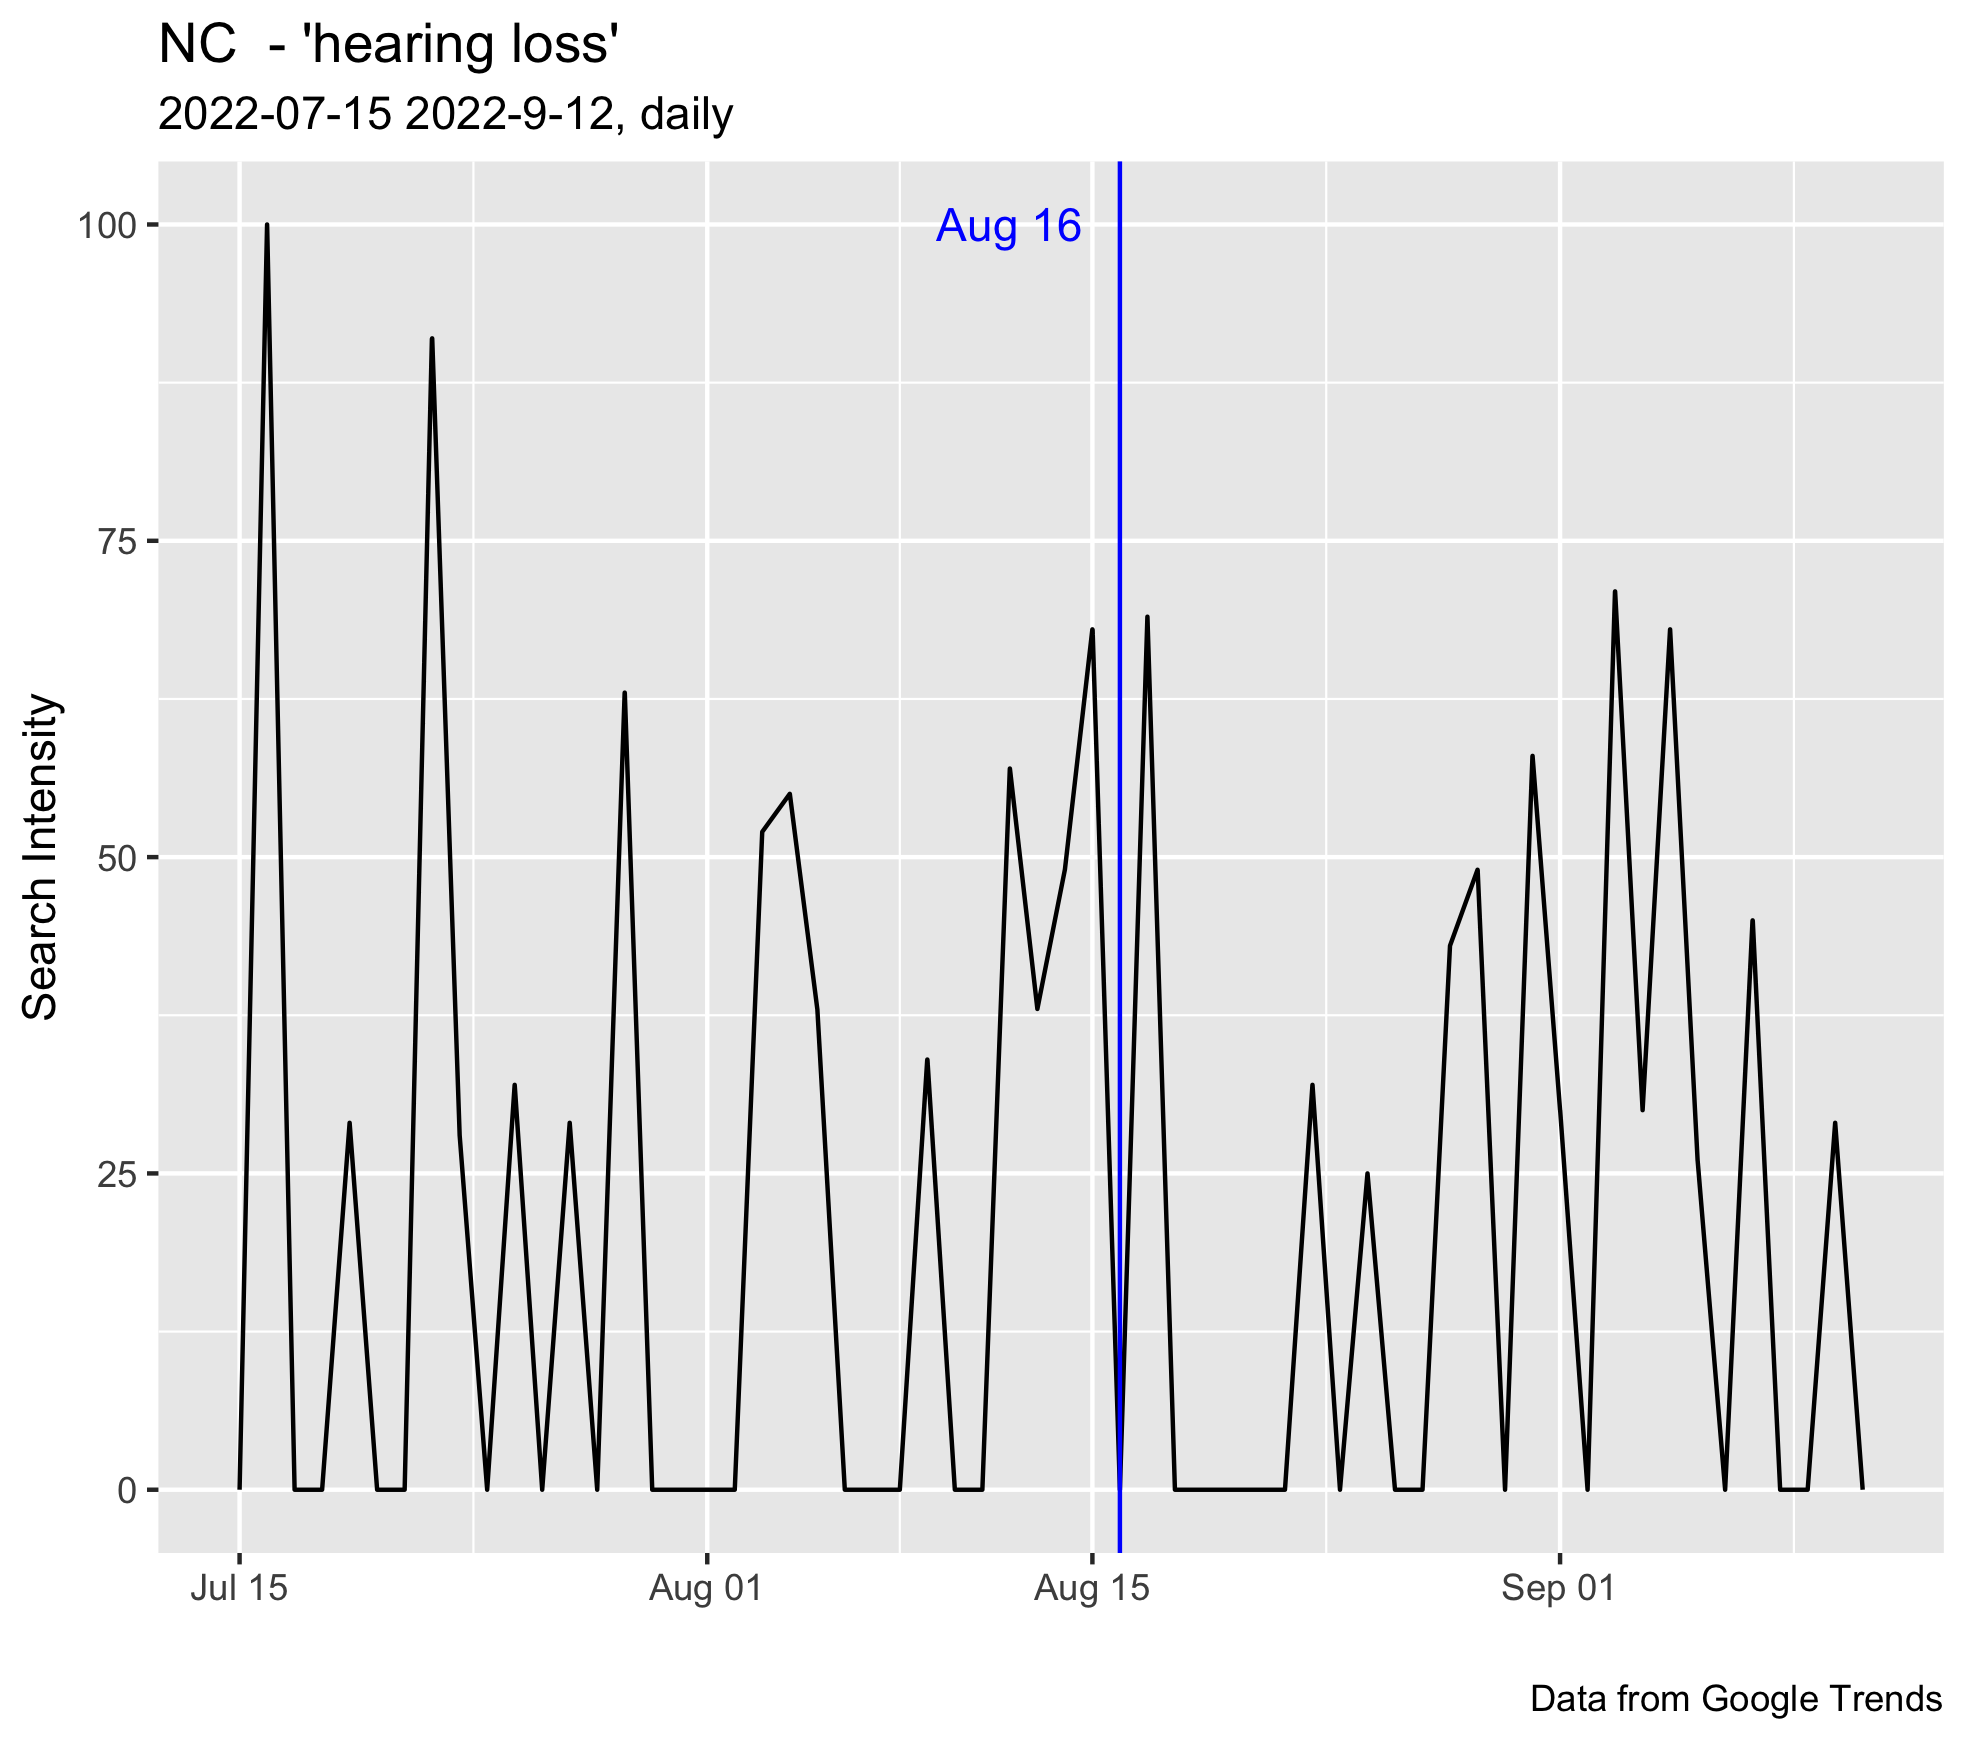 NC  - 'hearing loss'
2022-07-15 2022-9-12, daily
Aug 16
100
75
50
25
0
Search Intensity
Jul 15
Aug 01
Aug 15
Sep 01
Data from Google Trends